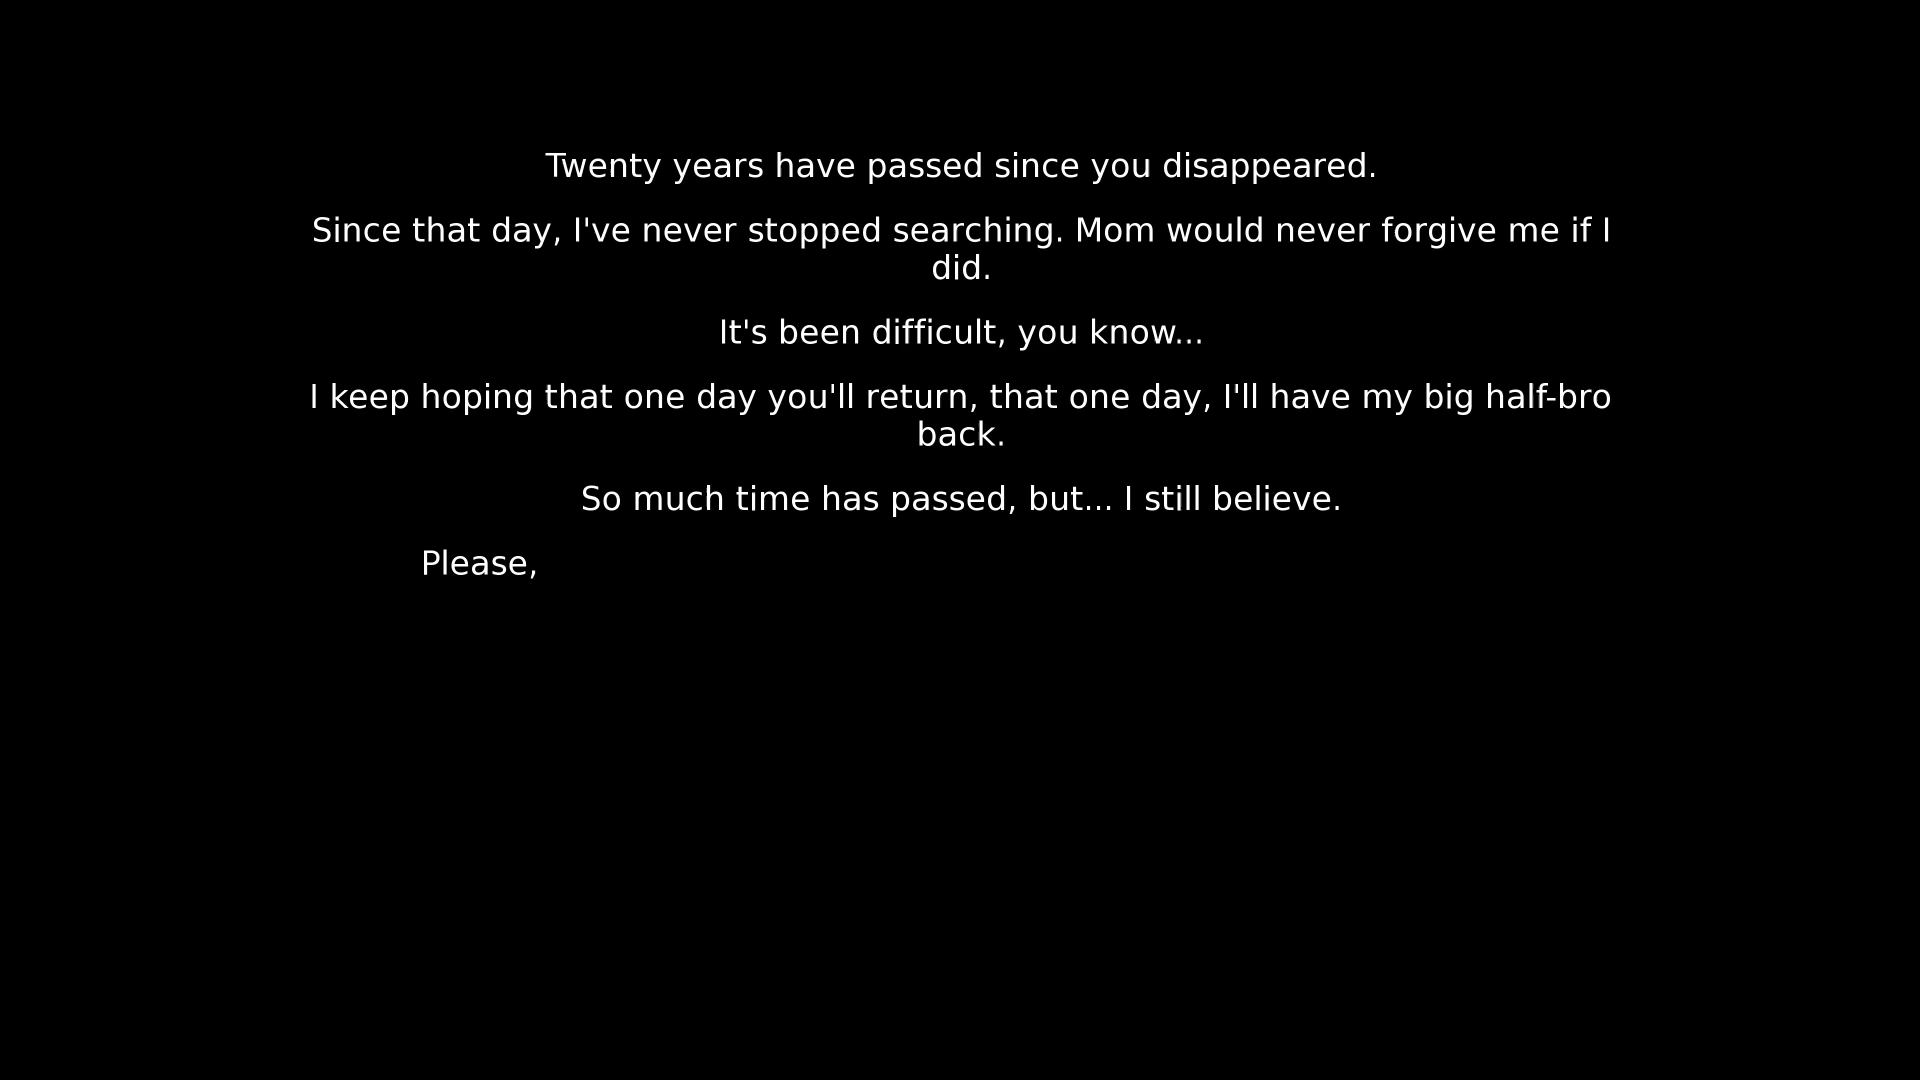 Twenty years have passed since you disappeared.
Since that day, I've never stopped searching. Mom would never forgive me if I
did.
It's been difficult, you know...
I keep hoping that one day you'll return, that one day, I'll have my big half-bro
back.
So much time has passed, but... I still believe.
Please,